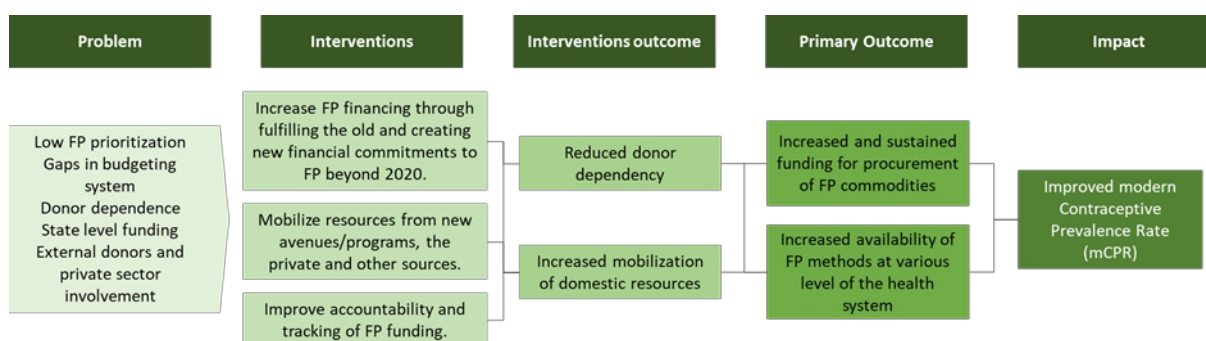 Problem
Interventions
Interventions outcome
Primary Outcome
Impact
Low FP prioritization
Gaps in budgeting
system
Donor dependence
State level funding
External donors and
private sector
involvement
Increase FP financing through
fulfilling the old and creating
new financial commitments to
FP beyond 2020.
Mobilize resources from new
avenues/programs, the
private and other sources.
Improve accountability and
tracking of FP funding.
Reduced donor
dependency
Increased mobilization
of domestic resources
Increased and sustained
funding for procurement
of FP commodities
Increased availability of
FP methods at various
level of the health
system
Improved modern
Contraceptive
Prevalence Rate
(mCPR)